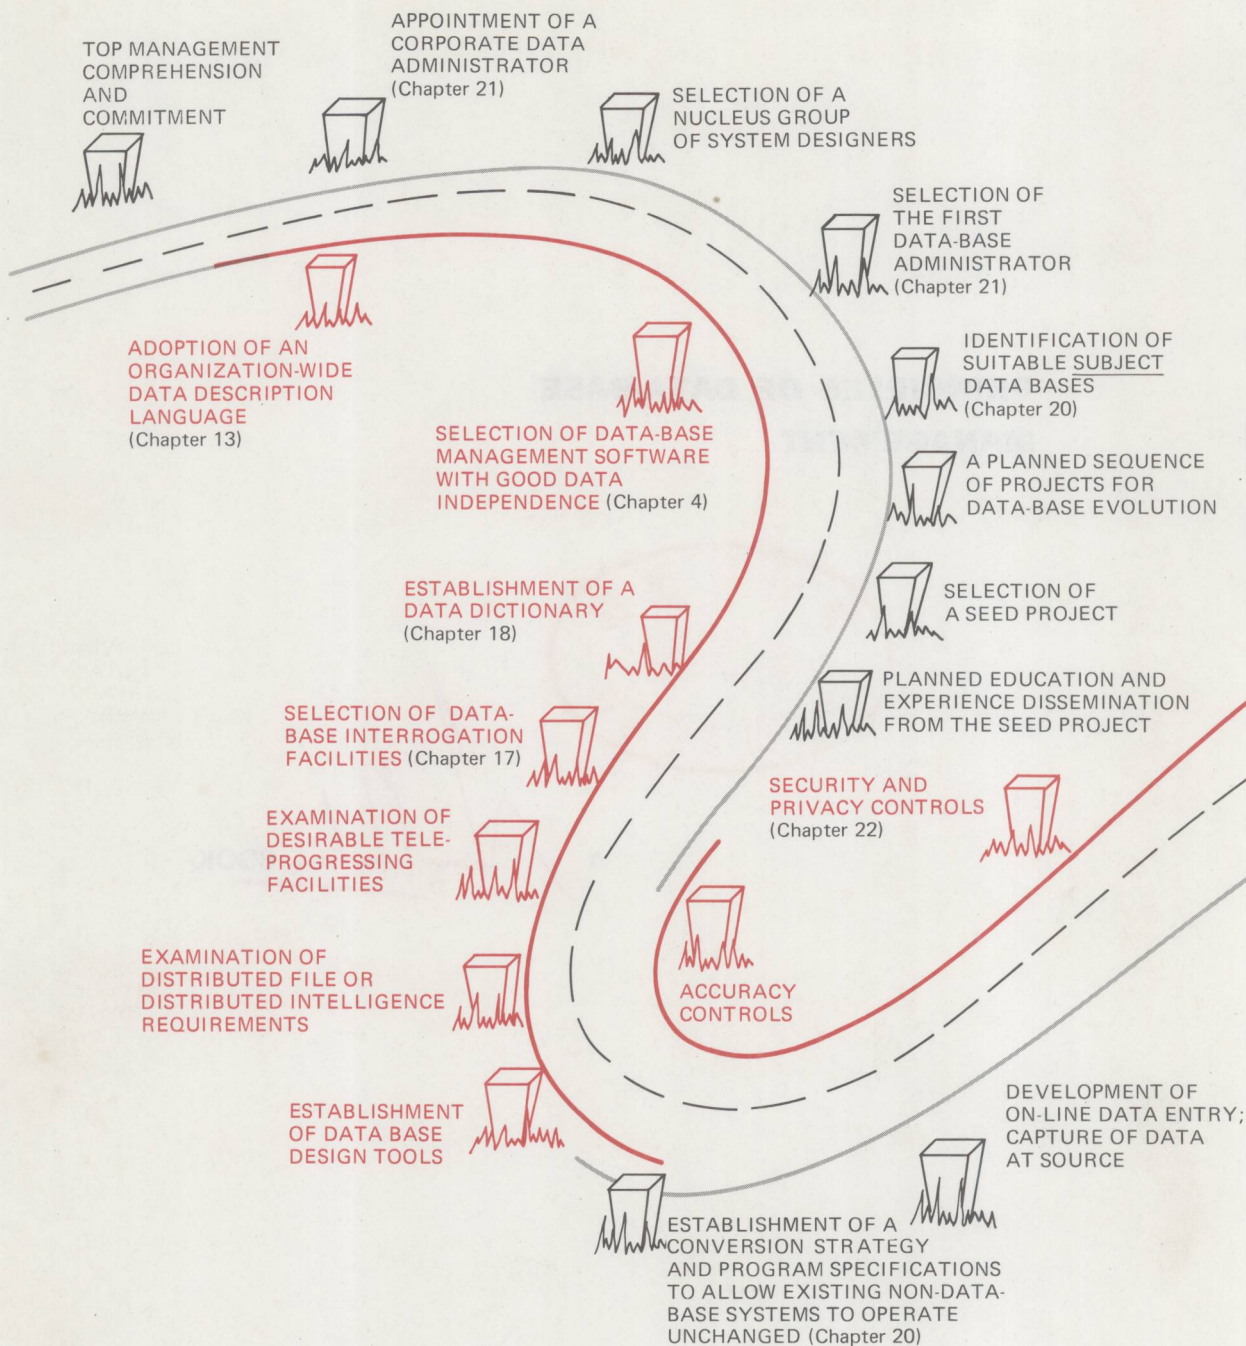 TOP MANAGEMENT
COMPREHENSION
AND
COMMITMENT
APPOINTMENT OF A
CORPORATE DATA
ADMINISTRATOR
(Chapter 21)
SELECTION OF A
NUCLEUS GROUP
OF SYSTEM DESIGNERS
SELECTION OF
THE FIRST
DATA-BASE
ADMINISTRATOR
(Chapter 21)
ADOPTION OF AN
ORGANIZATION-WIDE
DATA DESCRIPTION
LANGUAGE
(Chapter 13)
IDENTIFICATION OF
SUITABLE SUBJECT
DATA BASES
(Chapter 20)
SELECTION OF DATA-BASE
MANAGEMENT SOFTWARE
WITH GOOD DATA
INDEPENDENCE (Chapter 4)
A PLANNED SEQUENCE
OF PROJECTS FOR
DATA-BASE EVOLUTION
ESTABLISHMENT OF A
DATA DICTIONARY
(Chapter 18)
SELECTION OF
A SEED PROJECT
PLANNED EDUCATION AND
EXPERIENCE DISSEMINATION
FROM THE SEED PROJECT
SELECTION OF DATA-
BASE INTERROGATION
FACILITIES (Chapter 17)
SECURITY AND
PRIVACY CONTROLS
(Chapter 22)
EXAMINATION OF
DESIRABLE TELE-
PROGRESSING
FACILITIES
EXAMINATION OF
DISTRIBUTED FILE OR
DISTRIBUTED INTELLIGENCE
REQUIREMENTS
ACCURACY
CONTROLS
ESTABLISHMENT
OF DATA BASE
DESIGN TOOLS
DEVELOPMENT OF
ON-LINE DATA ENTRY;
CAPTURE OF DATA
AT SOURCE
ESTABLISHMENT OF A
CONVERSION STRATEGY
AND PROGRAM SPECIFICATIONS
TO ALLOW EXISTING NON-DATA-
BASE SYSTEMS TO OPERATE
UNCHANGED (Chapter 20)